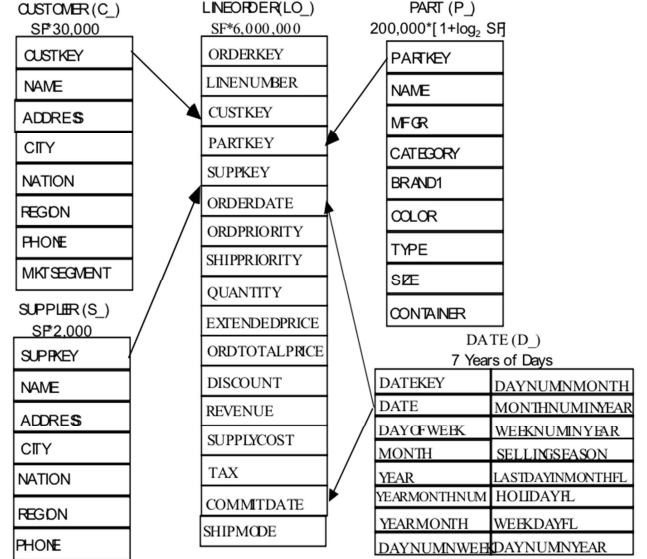 CUSTOMER (C_)
SF*30,000
CUSTKEY
NAME
ADDRESS
CITY
NATION
REGION
PHONE
MKTSEGMENT
SUPPLIER (S_)
SF*2,000
SUPPKEY
NAME
ADDRESS
CITY
NATION
REGION
PHONE
LINEORDER(LO_)
SF*6,000,000
ORDERKEY
LINENUMBER
CUSTKEY
PARTKEY
SUPPKEY
ORDERDATE
ORDPRIORITY
SHIPPRIORITY
QUANTITY
EXTENDEDPRICE
ORDTOTALPRICE
DISCOUNT
REVENUE
SUPPLYCOST
TAX
COMMITDATE
SHIPMODE
PART (P_)
200,000*[1+log₂ SF]
PARTKEY
NAME
MFGR
CATEGORY
BRAND1
COLOR
TYPE
SIZE
CONTAINER
DATE (D_)
7 Years of Days
DATEKEY DAYNUMNMONTH
DATE MONTHNUMINYEAR
DAYOFWEEK WEEKNUMINYEAR
MONTH SELLINGSEASON
YEAR LASTDAYINMONTHFL
YEARMONTHNUM HOLIDAYFL
YEARMONTH WEEKDAYFL
DAYNUMNWEEK DAYNUMNYEAR